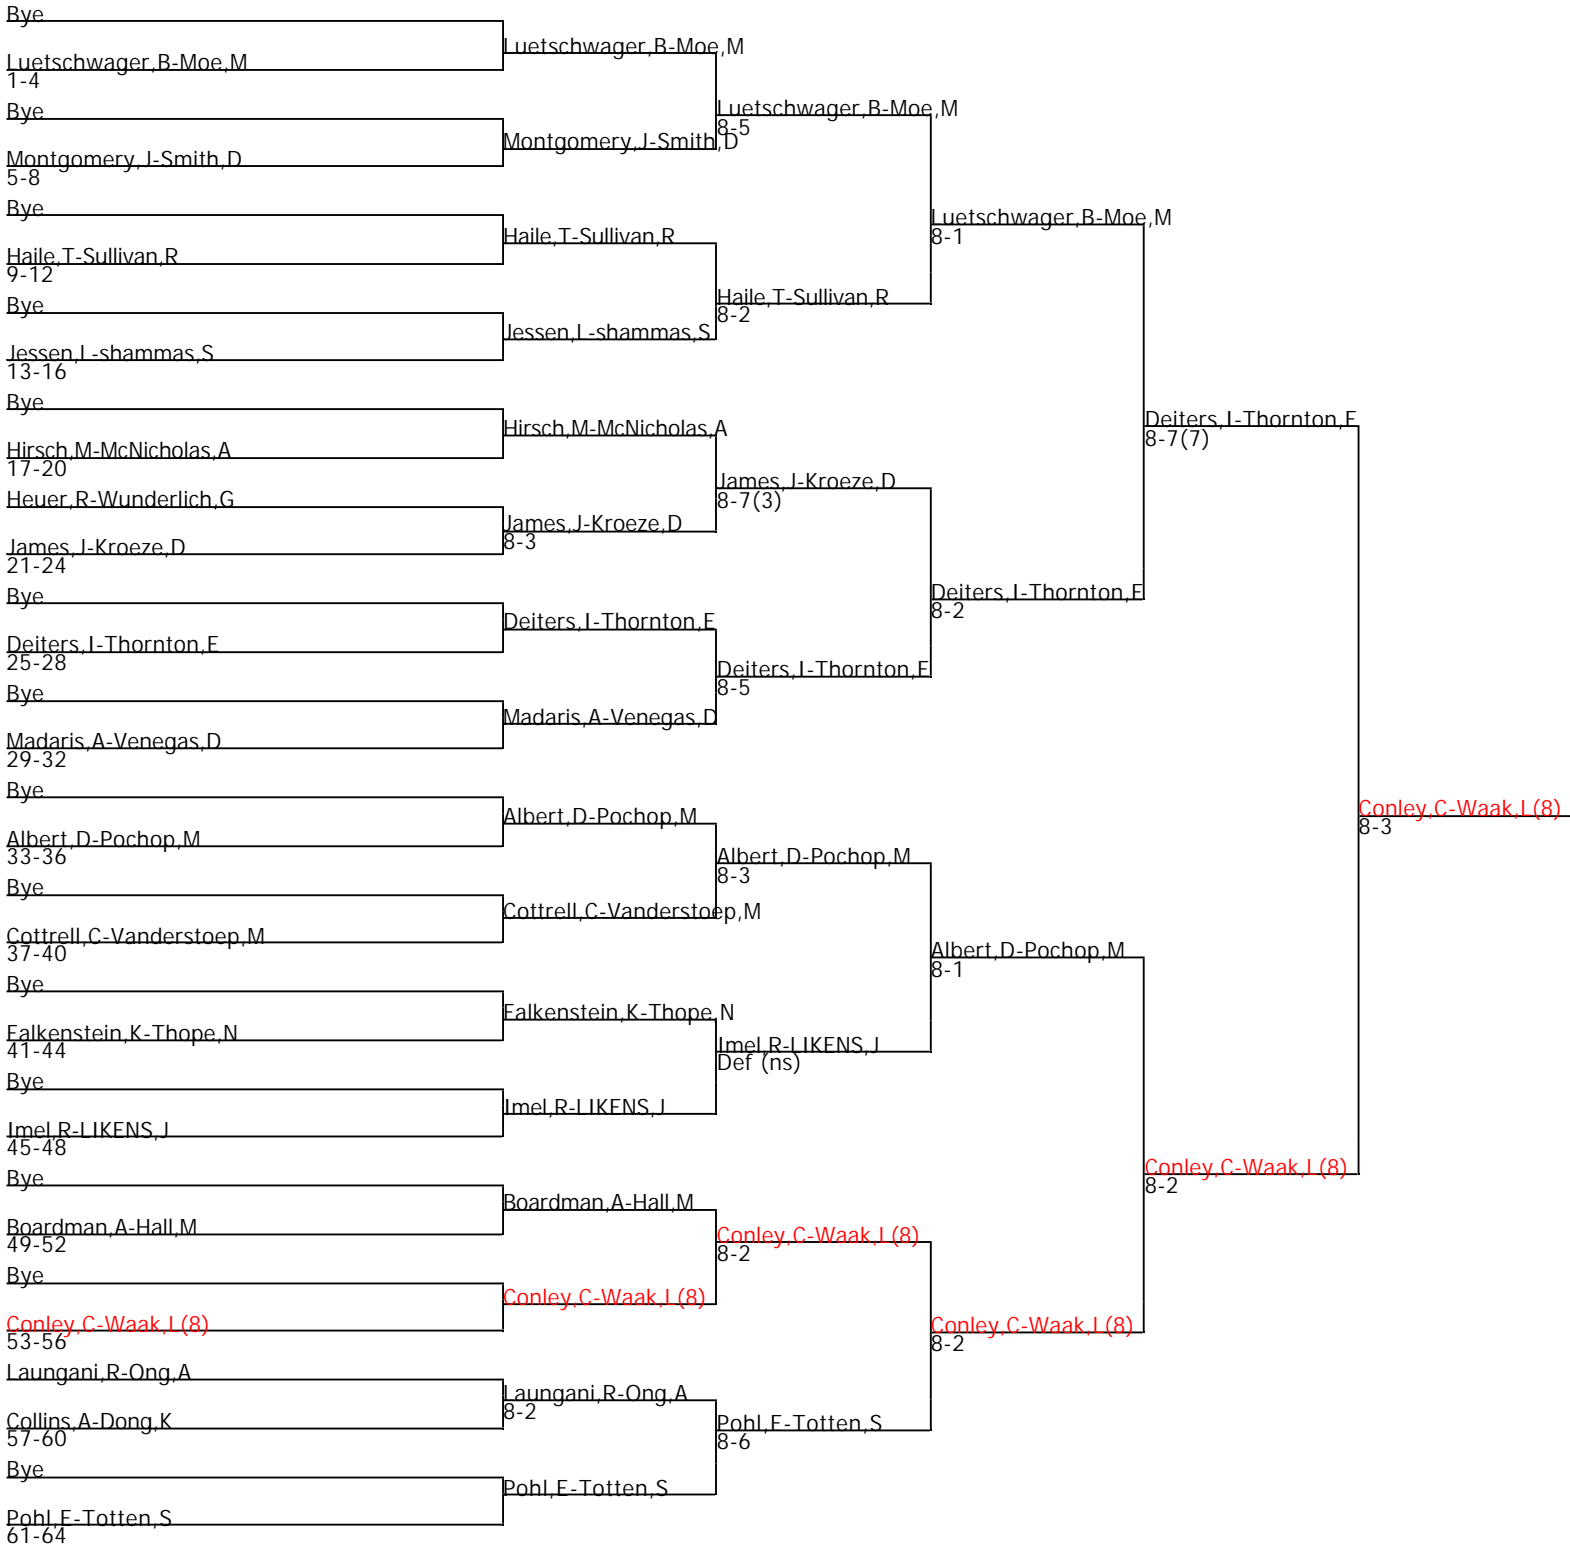 Bye
Luetschwager,B-Moe,M
1-4
Bye
Montgomery,J-Smith,D
5-8
Bye
Haile,T-Sullivan,R
9-12
Bye
Jessen,L-shammas,S
13-16
Bye
Hirsch,M-McNicholas,A
17-20
Heuer,R-Wunderlich,G
James,J-Kroeze,D
21-24
Bye
Deiters,I-Thornton,E
25-28
Bye
Madaris,A-Venegas,D
29-32
Bye
Albert,D-Pochop,M
33-36
Bye
Cottrell,C-Vanderstoep,M
37-40
Bye
Falkenstein,K-Thope,N
41-44
Bye
Imel,R-LIKENS,J
45-48
Bye
Boardman,A-Hall,M
49-52
Bye
Conley,C-Waak,L(8)
53-56
Laungani,R-Ong,A
Collins,A-Dong,K
57-60
Bye
Pohl,E-Totten,S
61-64
Luetschwager,B-Moe,M
Montgomery,J-Smith,D
Haile,T-Sullivan,R
Jessen,L-shammas,S
Hirsch,M-McNicholas,A
James,J-Kroeze,D
8-3
Deiters,I-Thornton,E
Madaris,A-Venegas,D
Albert,D-Pochop,M
Cottrell,C-Vanderstoep,M
Falkenstein,K-Thope,N
Imel,R-LIKENS,J
Boardman,A-Hall,M
Conley,C-Waak,L(8)
Laungani,R-Ong,A
8-2
Pohl,E-Totten,S
Luetschwager,B-Moe,M
8-5
Haile,T-Sullivan,R
8-2
James,J-Kroeze,D
8-7(3)
Deiters,I-Thornton,E
8-5
Albert,D-Pochop,M
8-3
Imel,R-LIKENS,J
Def (ns)
Conley,C-Waak,L(8)
8-2
Pohl,E-Totten,S
8-6
Luetschwager,B-Moe,M
8-1
Deiters,I-Thornton,E
8-2
Albert,D-Pochop,M
8-1
Conley,C-Waak,L(8)
8-2
Deiters,I-Thornton,E
8-7(7)
Conley,C-Waak,L(8)
8-2
Conley,C-Waak,L(8)
8-3